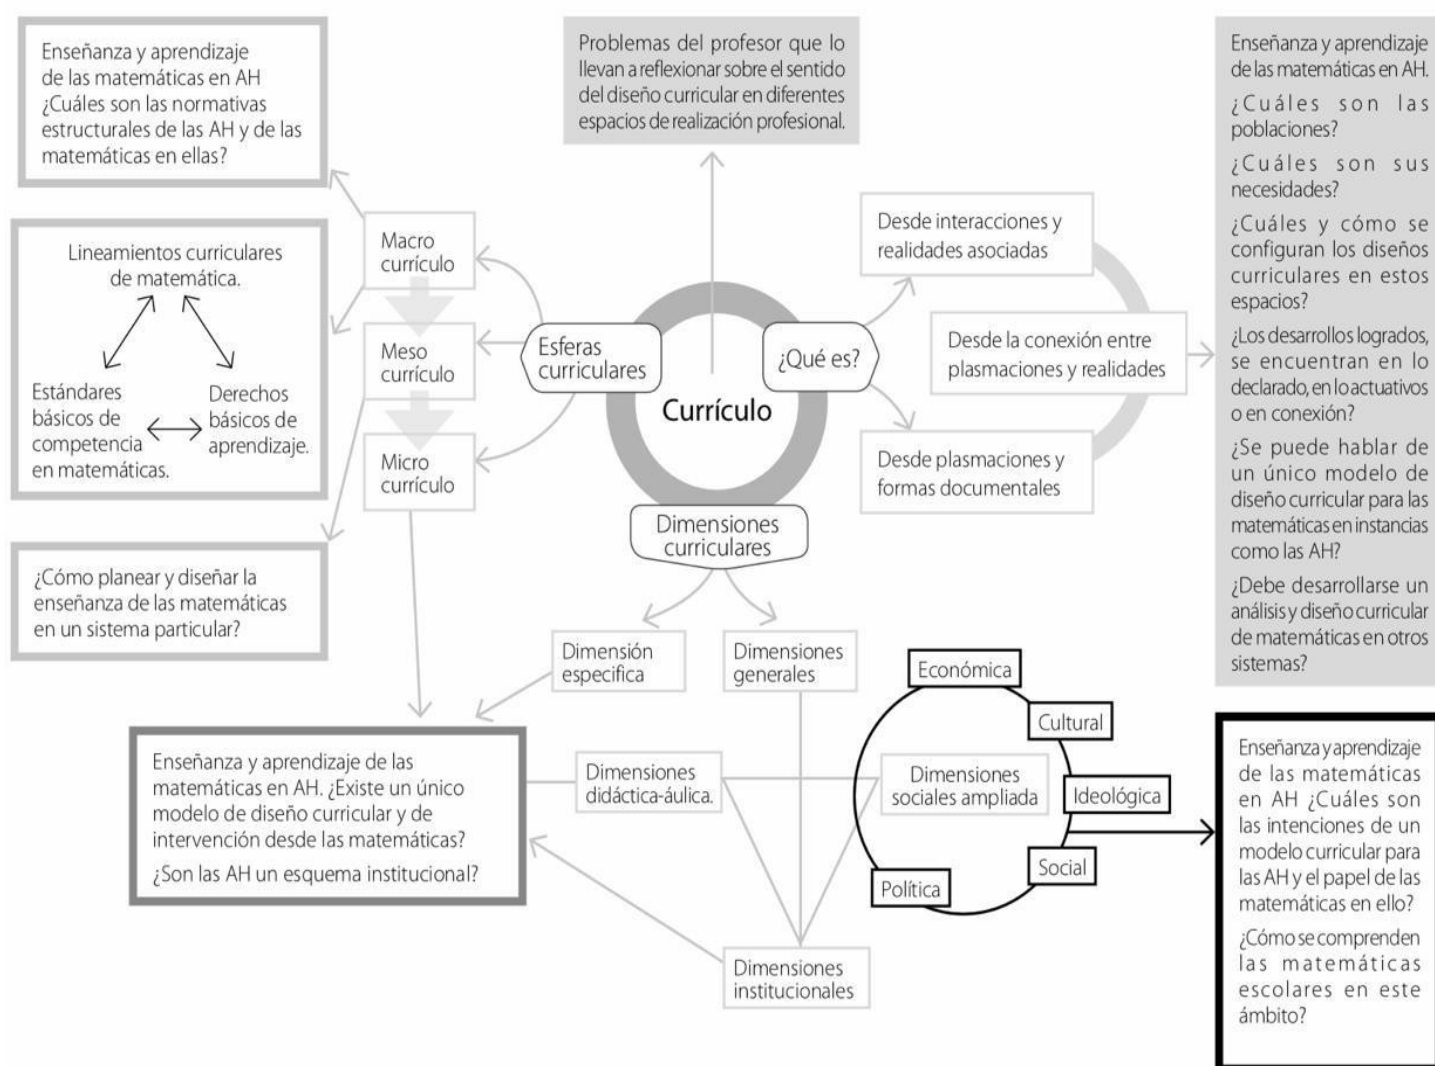 Enseñanza y aprendizaje
de las matemáticas en AH
¿Cuáles son las normativas
estructurales de las AH y de las
matemáticas en ellas?
Problemas del profesor que lo
llevan a reflexionar sobre el sentido
del diseño curricular en diferentes
espacios de realización profesional.
Enseñanza y aprendizaje
de las matemáticas en AH.
¿Cuáles son las
poblaciones?
¿Cuáles son sus
necesidades?
¿Cuáles y cómo se
configuran los diseños
curriculares en estos
espacios?
¿Los desarrollos logrados,
se encuentran en lo
declarado, en lo actuativos
o en conexión?
¿Se puede hablar de
un único modelo de
diseño curricular para las
matemáticas en instancias
como las AH?
¿Debe desarrollarse un
análisis y diseño curricular
de matemáticas en otros
sistemas?
Lineamientos curriculares
de matemática.
Estándares
básicos de
competencia
en matemáticas.
Derechos
básicos de
aprendizaje.
Macro
currículo
Meso
currículo
Micro
currículo
Esferas
curriculares
¿Qué es?
Currículo
Desde interacciones y
realidades asociadas
Desde la conexión entre
plasmaciones y realidades
Desde plasmaciones y
formas documentales
Dimensiones
curriculares
¿Cómo planear y diseñar la
enseñanza de las matemáticas
en un sistema particular?
Dimensión
especifica
Dimensiones
generales
Enseñanza y aprendizaje de las
matemáticas en AH. ¿Existe un único
modelo de diseño curricular y de
intervención desde las matemáticas?
¿Son las AH un esquema institucional?
Dimensiones
didáctica-áulica.
Dimensiones
sociales ampliada
Económica
Cultural
Ideológica
Social
Política
Dimensiones
institucionales
Enseñanza y aprendizaje
de las matemáticas
en AH ¿Cuáles son
las intenciones de un
modelo curricular para
las AH y el papel de las
matemáticas en ello?
¿Cómo se comprenden
las matemáticas
escolares en este
ámbito?